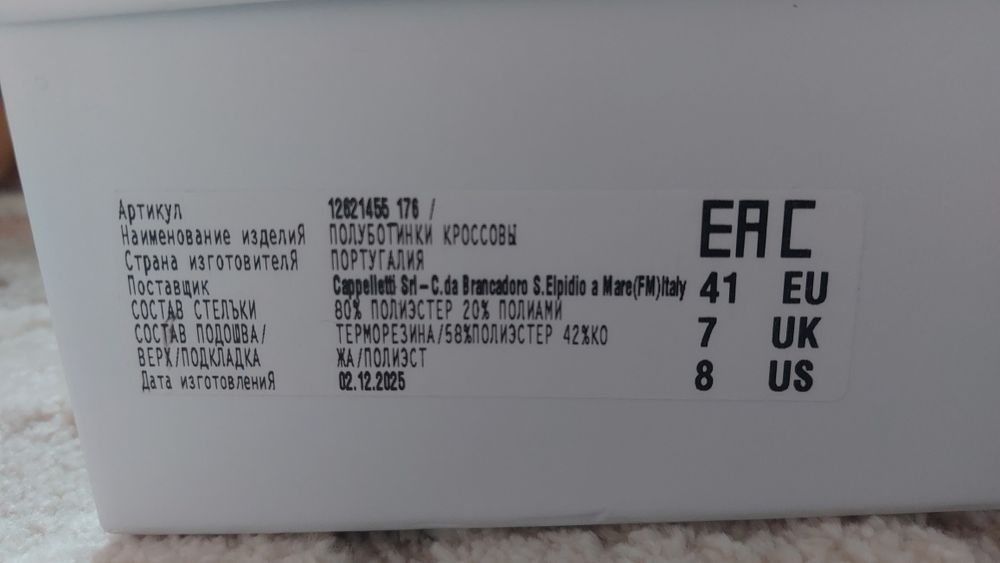 Артикул 12621455 176 /
Наименование изделиЯ ПОЛУБОТИНКИ КРОССОВЫ
Страна изготовителЯ ПОРТУГАЛИЯ
Поставщик Cappelletti Srl-C.da Brancadoro S.Elpidio a Mare(FM)Italy
СОСТАВ СТЕЛЪКИ 80% ПОЛИЭСТЕР 20% ПОЛИАМИ
СОСТАВ ПОДОШВА/ ТЕРМОРЕЗИНА/58%ПОЛИЭСТЕР 42%КО
ВЕРХ/ПОДКЛАДКА ЖА/ПОЛИЭСТ
Дата изготовлениЯ 02.12.2025
EAC
41 EU
7 UK
8 US